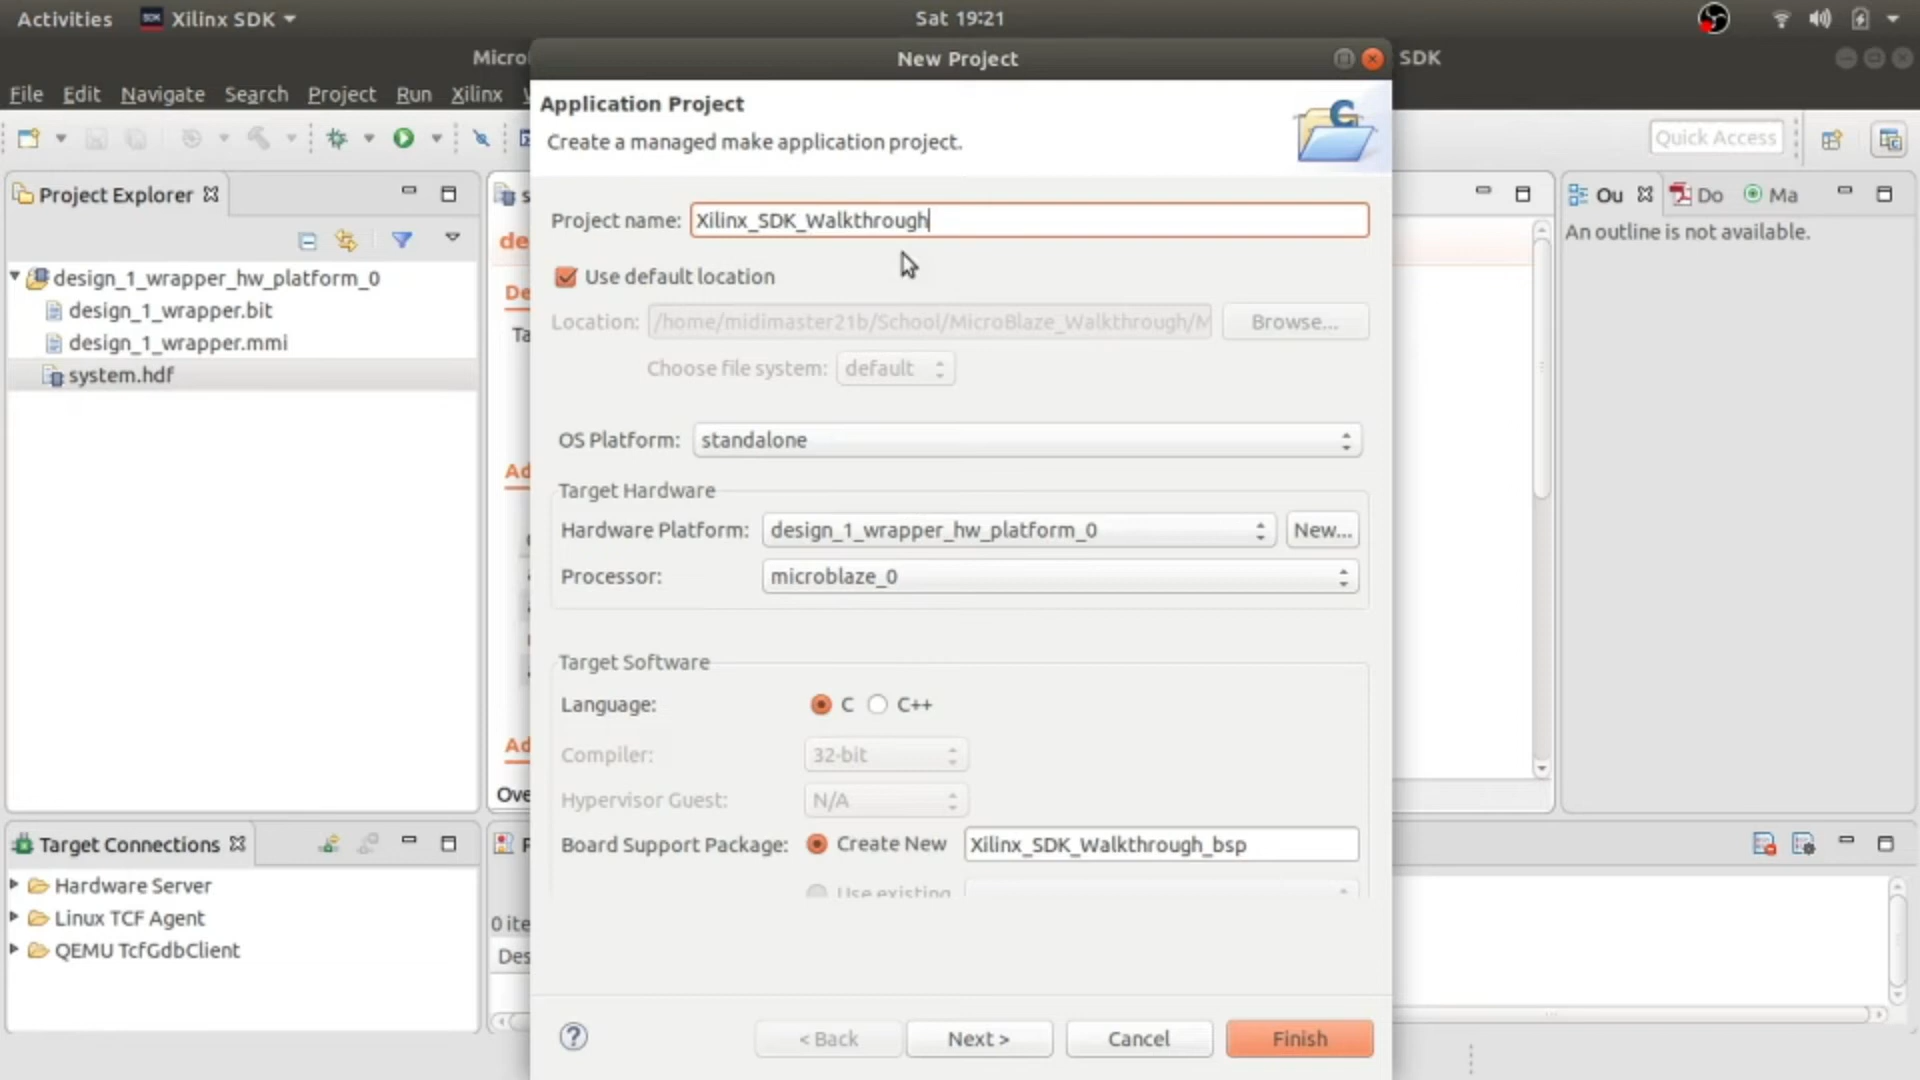 Activities
Xilinx SDK
Sat 19:21
SDK
New Project
File Edit Navigate Search Project Run Xilinx
Application Project
Create a managed make application project.
Quick Access
Project Explorer
Project name: Xilinx_SDK_Walkthrough
Ou Do Ma
Use default location
An outline is not available.
design_1_wrapper_hw_platform_0
design_1_wrapper.bit
design_1_wrapper.mmi
system.hdf
Location: /home/midimaster21b/School/MicroBlaze_Walkthrough/M
Browse...
Choose file system: default
OS Platform: standalone
Target Hardware
Hardware Platform: design_1_wrapper_hw_platform_0 New...
Processor: microblaze_0
Target Software
Language: C C++
Compiler: 32-bit
Hypervisor Guest: N/A
Board Support Package: Create New Xilinx_SDK_Walkthrough_bsp
Use existing
Target Connections
Hardware Server
Linux TCF Agent
QEMU TcfGdbClient
< Back Next > Cancel Finish